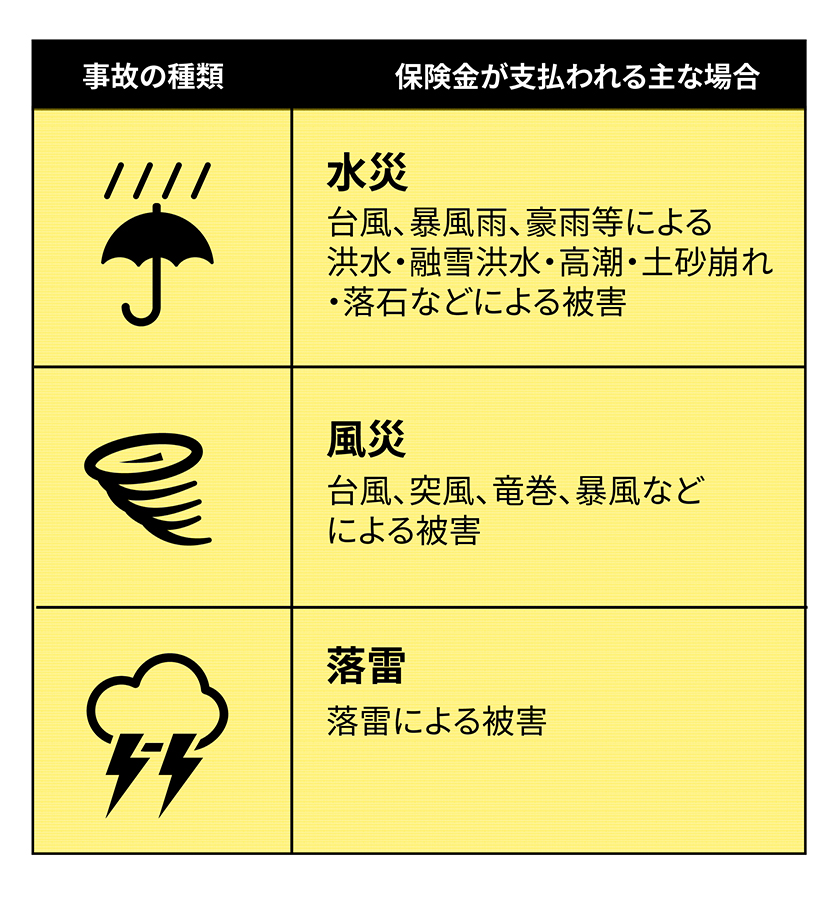 事故の種類
保険金が支払われる主な場合
水災
台風、暴風雨、豪雨等による
洪水・融雪洪水・高潮・土砂崩れ
・落石などによる被害
風災
台風、突風、竜巻、暴風など
による被害
落雷
落雷による被害